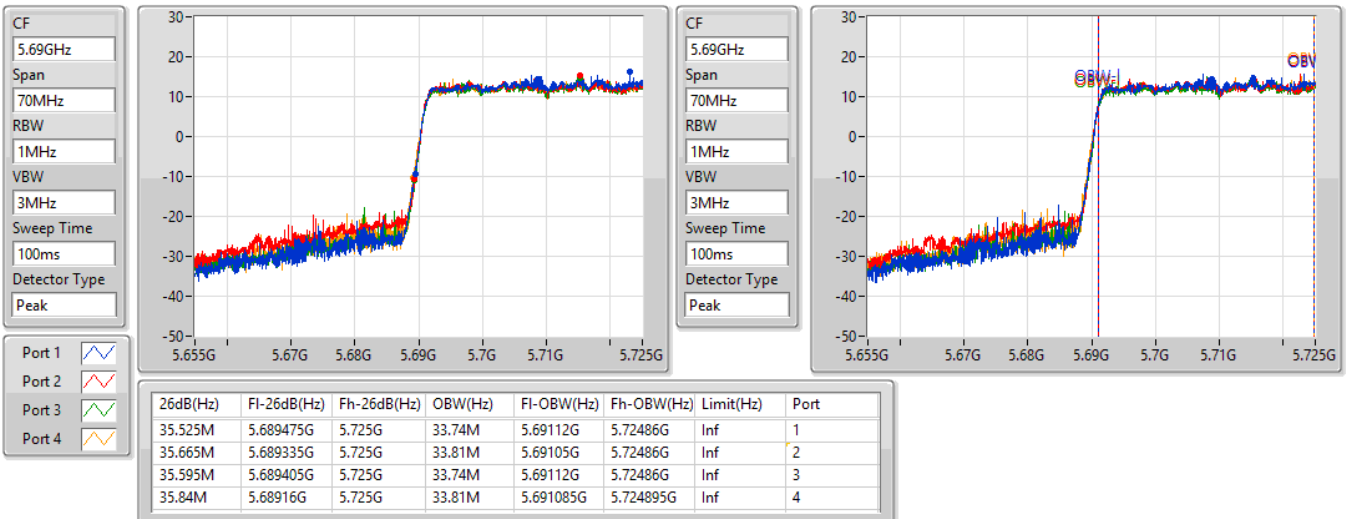 CF
5.69GHz
Span
70MHz
RBW
1MHz
VBW
3MHz
Sweep Time
100ms
Detector Type
Peak
30
20
10
0
-10
-20
-30
-40
-50
5.655G 5.67G 5.68G 5.69G 5.7G 5.71G 5.725G
CF
5.69GHz
Span
70MHz
RBW
1MHz
VBW
3MHz
Sweep Time
100ms
Detector Type
Peak
30
20
10
0
-10
-20
-30
-40
-50
OBW-l
OBW
5.655G 5.67G 5.68G 5.69G 5.7G 5.71G 5.725G
Port 1
Port 2
Port 3
Port 4
26dB(Hz) Fl-26dB(Hz) Fh-26dB(Hz) OBW(Hz) Fl-OBW(Hz) Fh-OBW(Hz) Limit(Hz) Port
35.525M 5.689475G 5.725G 33.74M 5.69112G 5.72486G Inf 1
35.665M 5.689335G 5.725G 33.81M 5.69105G 5.72486G Inf 2
35.595M 5.689405G 5.725G 33.74M 5.69112G 5.72486G Inf 3
35.84M 5.68916G 5.725G 33.81M 5.691085G 5.724895G Inf 4